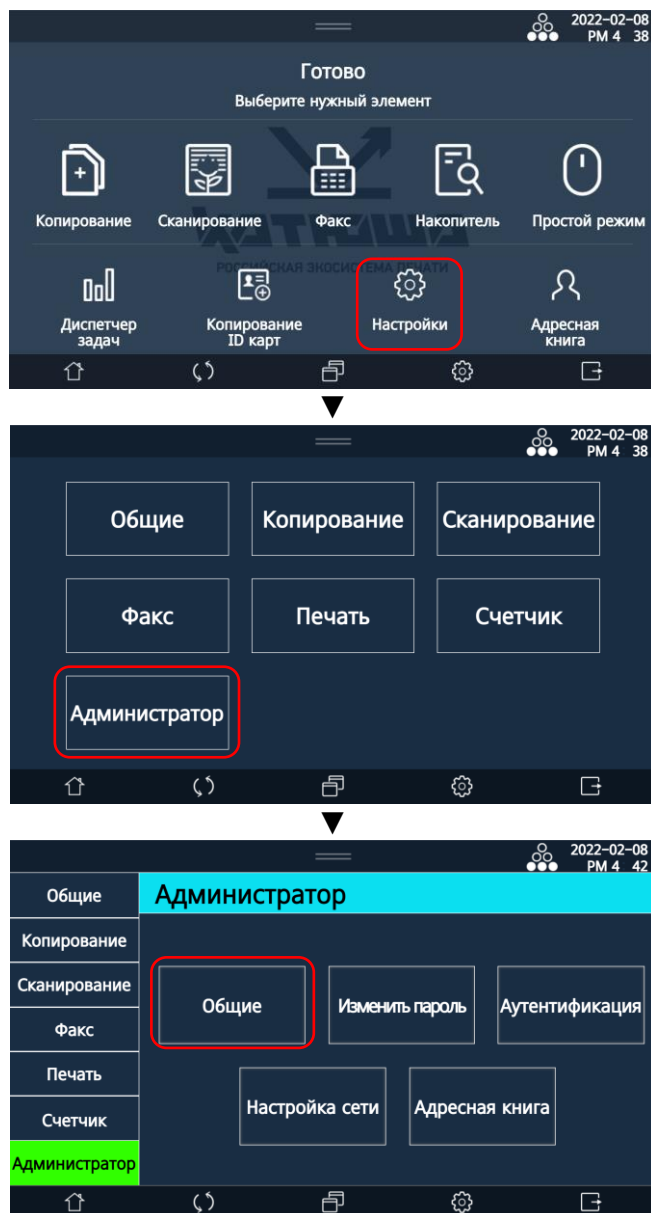 2022-02-08
PM 4 38
Готово
Выберите нужный элемент
Копирование Сканирование Факс Накопитель Простой режим
КАТЮША
РОССИЙСКАЯ ЭКОСИСТЕМА ПЕЧАТИ
Диспетчер задач
Копирование ID карт
Настройки
Адресная книга
2022-02-08
PM 4 38
Общие Копирование Сканирование
Факс Печать Счетчик
Администратор
2022-02-08
PM 4 42
Общие
Администратор
Копирование
Сканирование
Факс
Печать
Счетчик
Администратор
Общие Изменить пароль Аутентификация
Настройка сети Адресная книга